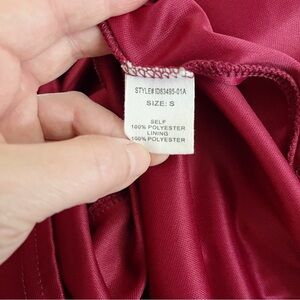 STYLE# ID83495-01A
SIZE: S
SELF
100% POLYESTER
LINING
100% POLYESTER